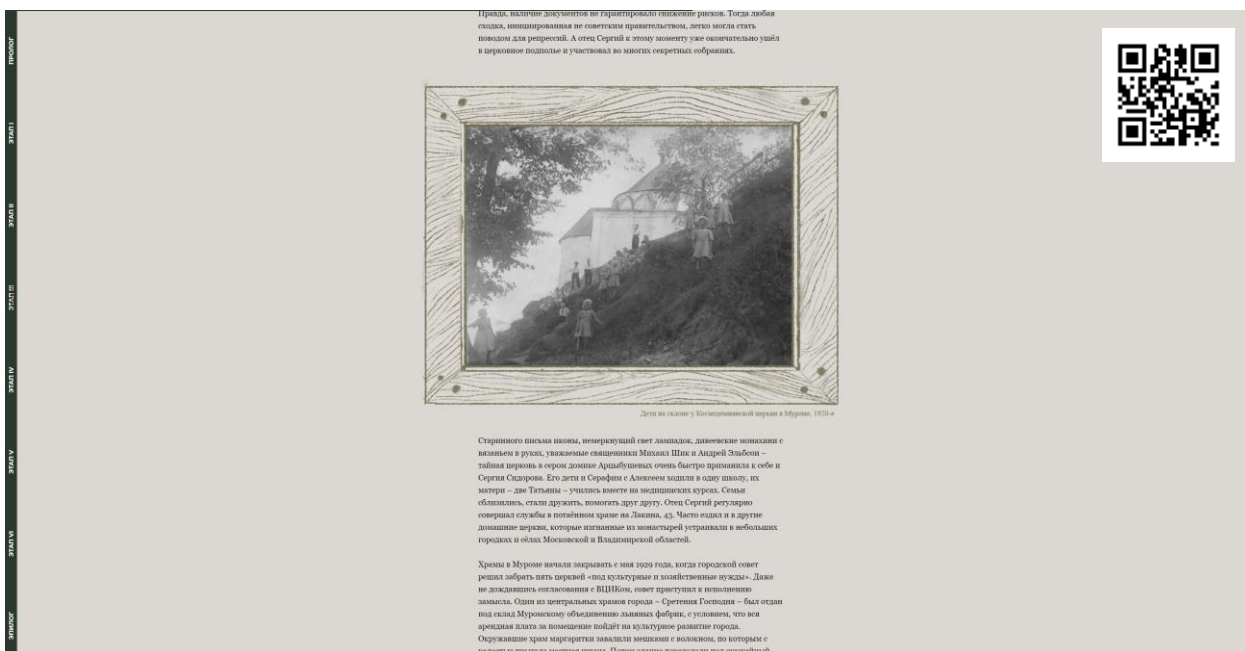 Правда, наличие документов не гарантировало снижение рисков. Тогда любая
сходка, инициированная не советским правительством, легко могла стать
поводом для репрессий. А отец Сергий к этому моменту уже окончательно ушёл
в церковное подполье и участвовал во многих секретных собраниях.
ПРОЛОГ
ЭТАП I
ЭТАП II
ЭТАП III
ЭТАП IV
ЭТАП V
ЭТАП VI
ЭПИЛОГ
Дети на склоне у Космодемианской церкви в Муроме, 1920-е
Старинного письма иконы, немеркнущий свет лампадок, дивеевские монахини с
вязаньем в руках, уважаемые священники Михаил Шик и Андрей Эльбсон –
тайная церковь в сером домике Арцыбушевых очень быстро приманила к себе и
Сергия Сидорова. Его дети и Серафим с Алексеем ходили в одну школу, их
матери – две Татьяны – учились вместе на медицинских курсах. Семьи
сблизились, стали дружить, помогать друг другу. Отец Сергий регулярно
совершал службы в потаённом храме на Лакина, 43. Часто ездил и в другие
домашние церкви, которые изгнанные из монастырей устраивали в небольших
городках и сёлах Московской и Владимирской областей.
Храмы в Муроме начали закрывать с мая 1929 года, когда городской совет
решил забрать пять церквей «под культурные и хозяйственные нужды». Даже
не дождавшись согласования с ВЦИКом, совет приступил к исполнению
замысла. Один из центральных храмов города – Сретения Господня – был отдан
под склад Муромскому объединению льняных фабрик, с условием, что вся
арендная плата за помещение пойдёт на культурное развитие города.
Окружавшие храм маргаритки завалили мешками с волокном, по которым с